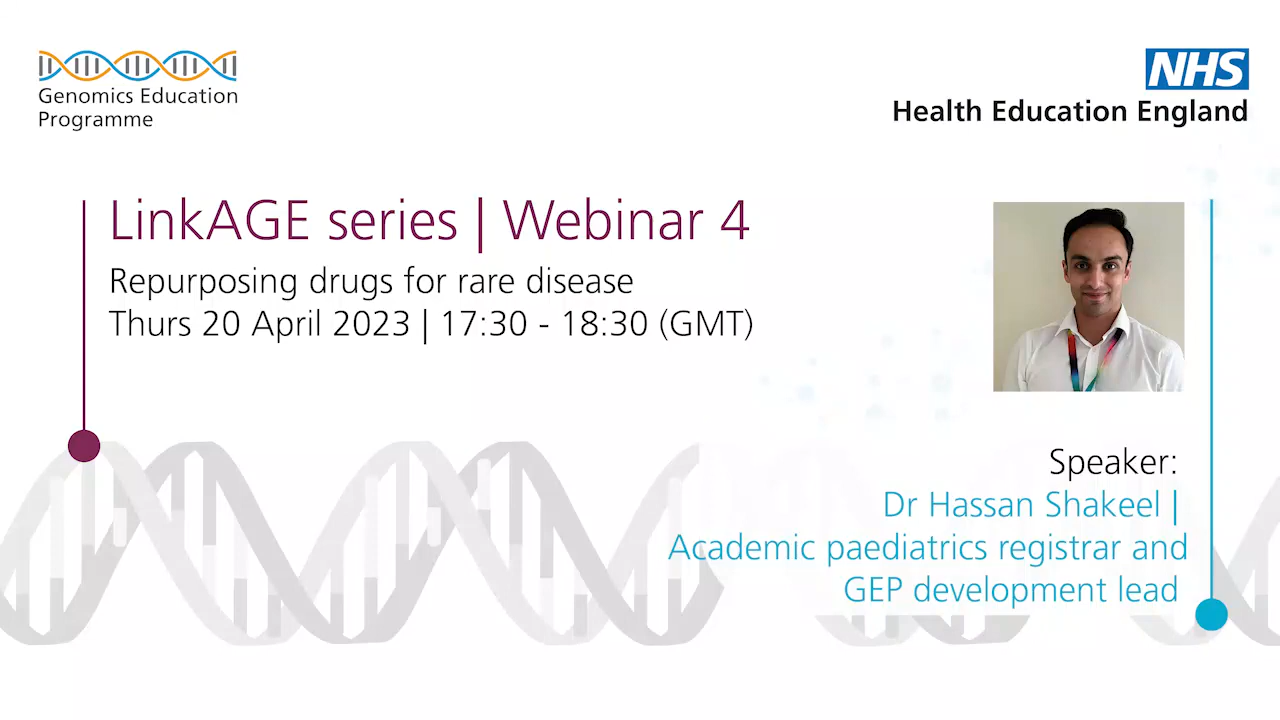 Genomics Education
Programme
NHS
Health Education England
LinkAGE series | Webinar 4
Repurposing drugs for rare disease
Thurs 20 April 2023 | 17:30 - 18:30 (GMT)
Speaker:
Dr Hassan Shakeel |
Academic paediatrics registrar and
GEP development lead